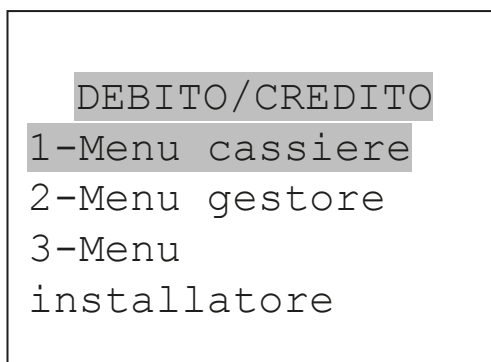 DEBITO/CREDITO
1-Menu cassiere
2-Menu gestore
3-Menu
installatore